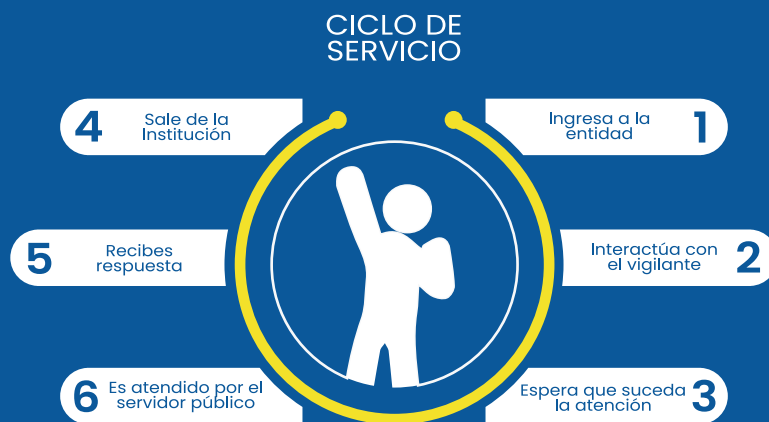 CICLO DE
SERVICIO
4
Sale de la
Institución
Ingresa a la
entidad
1
5
Recibes
respuesta
Interactúa con
el vigilante
2
6
Es atendido por el
servidor público
Espera que suceda
la atención
3